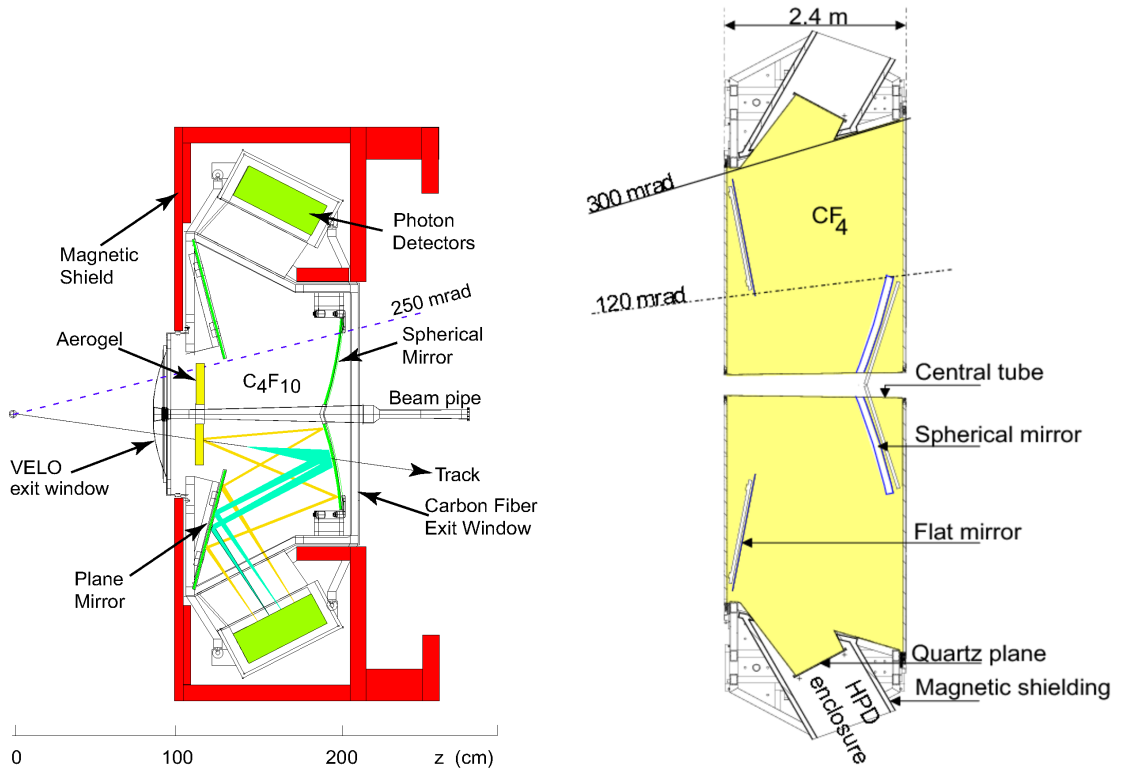 Magnetic
Shield
Photon
Detectors
250 mrad
Aerogel
Spherical
Mirror
C4F10
Beam pipe
VELO
exit window
Track
Carbon Fiber
Exit Window
Plane
Mirror
0
100
200
z (cm)
2.4 m
300 mrad
CF4
120 mrad
Central tube
Spherical mirror
Flat mirror
Quartz plane
Magnetic shielding
HPD
enclosure